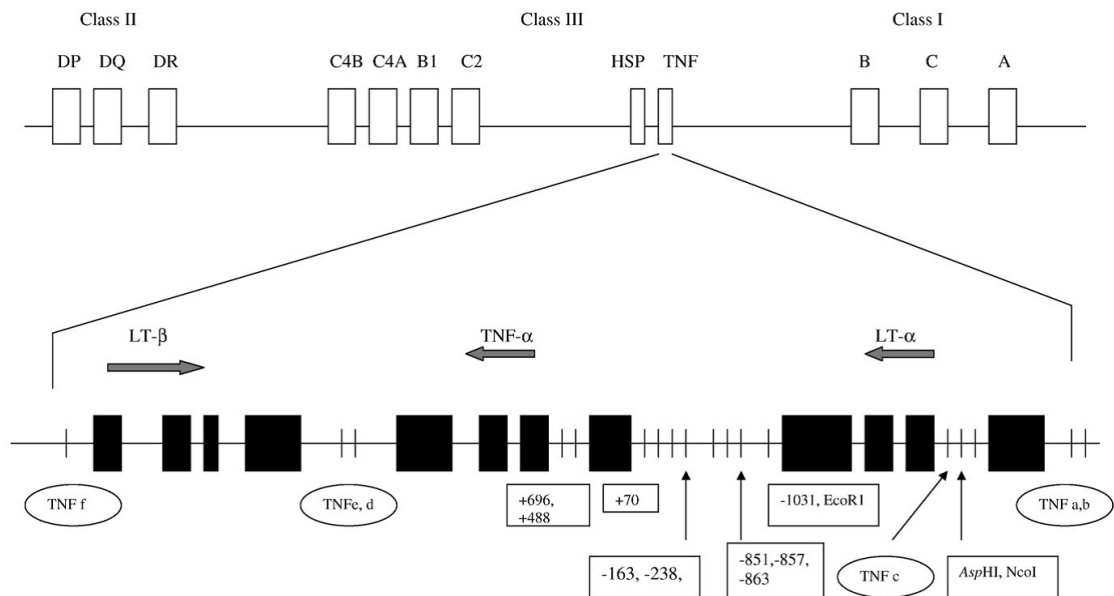 Class II Class III Class I
DP DQ DR C4B C4A B1 C2 HSP TNF B C A
LT-β TNF-α LT-α
TNF f
TNFe, d
+696,
+488
+70
-1031, EcoR1
TNF a,b
-163, -238,
-851,-857,
-863
TNF c
AspHI, NcoI